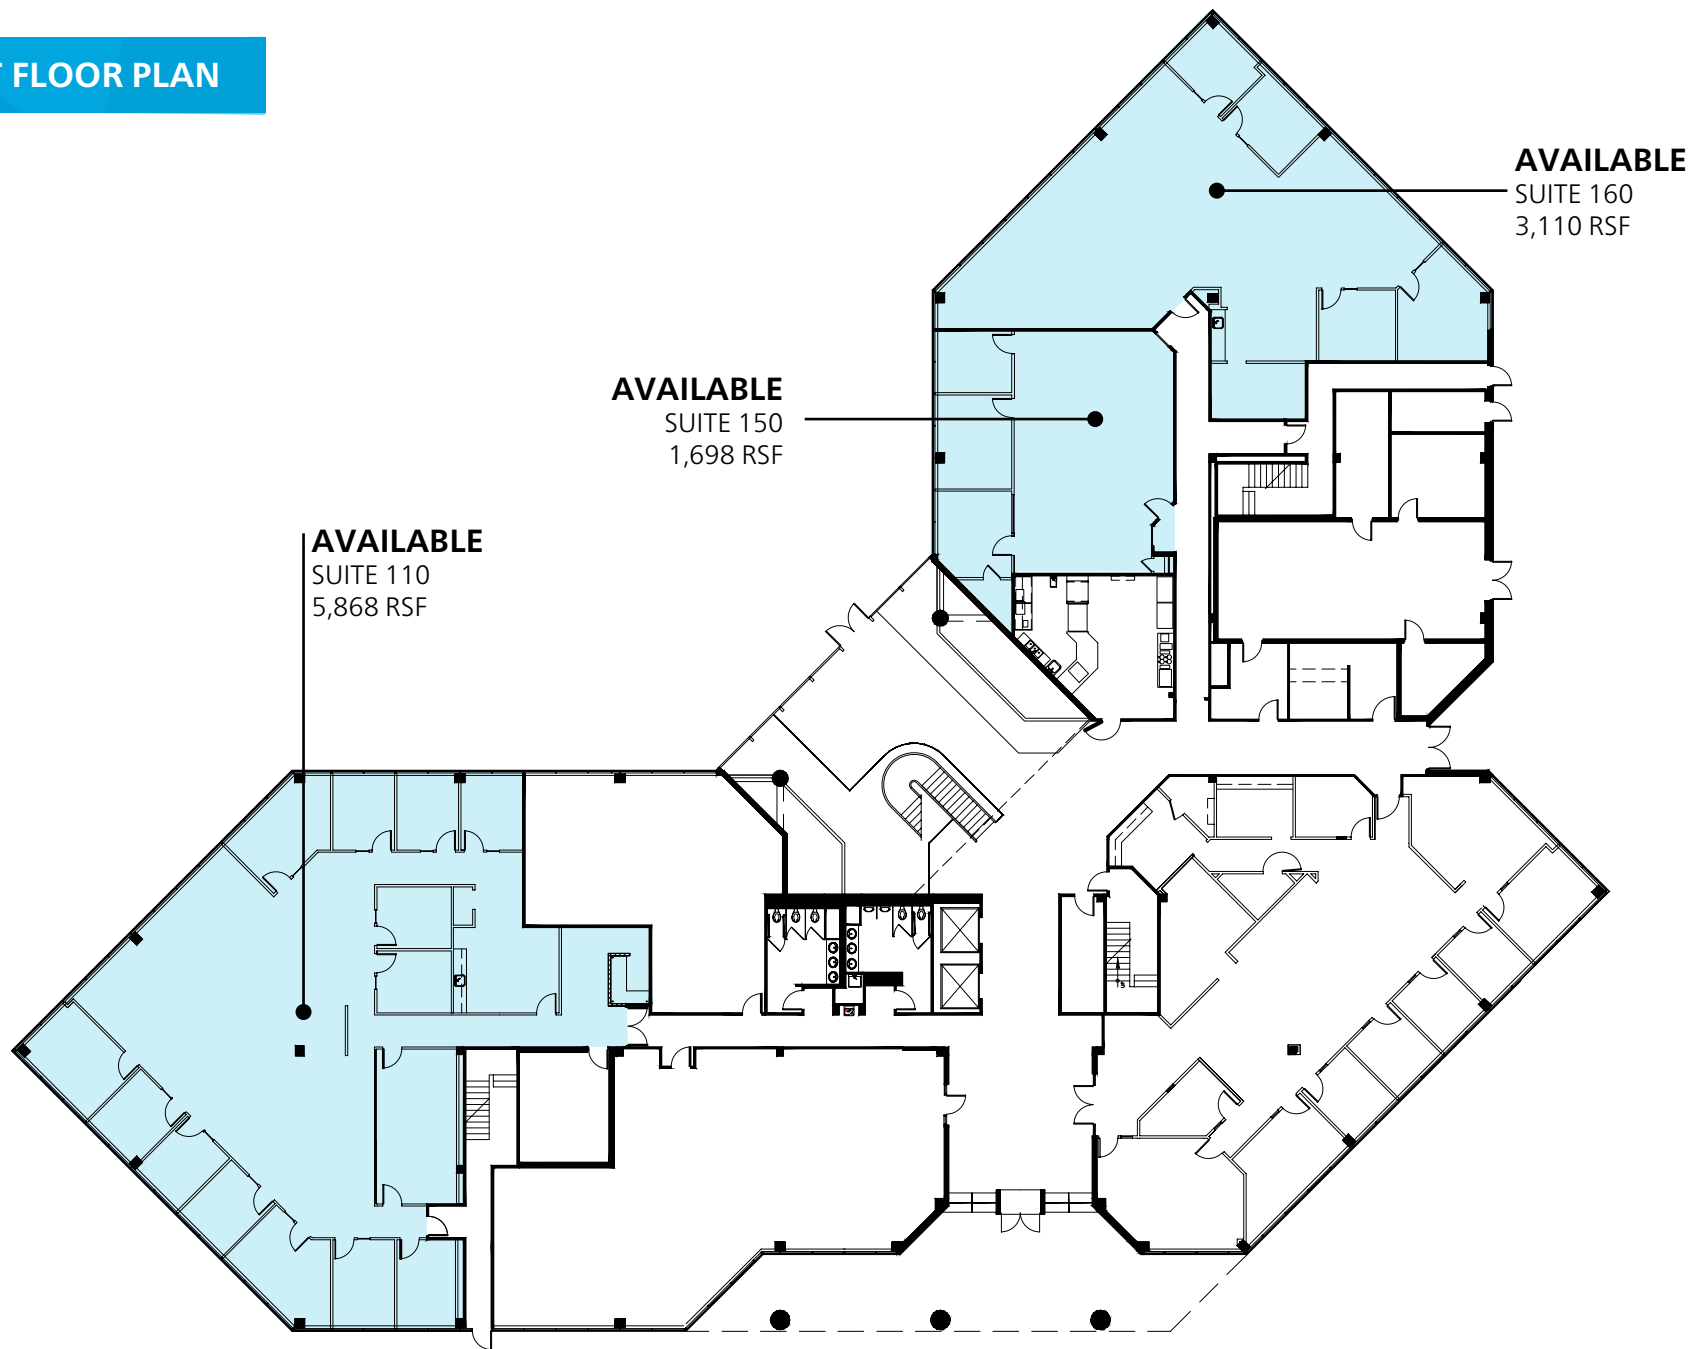 FLOOR PLAN
AVAILABLE
SUITE 160
3,110 RSF
AVAILABLE
SUITE 150
1,698 RSF
AVAILABLE
SUITE 110
5,868 RSF